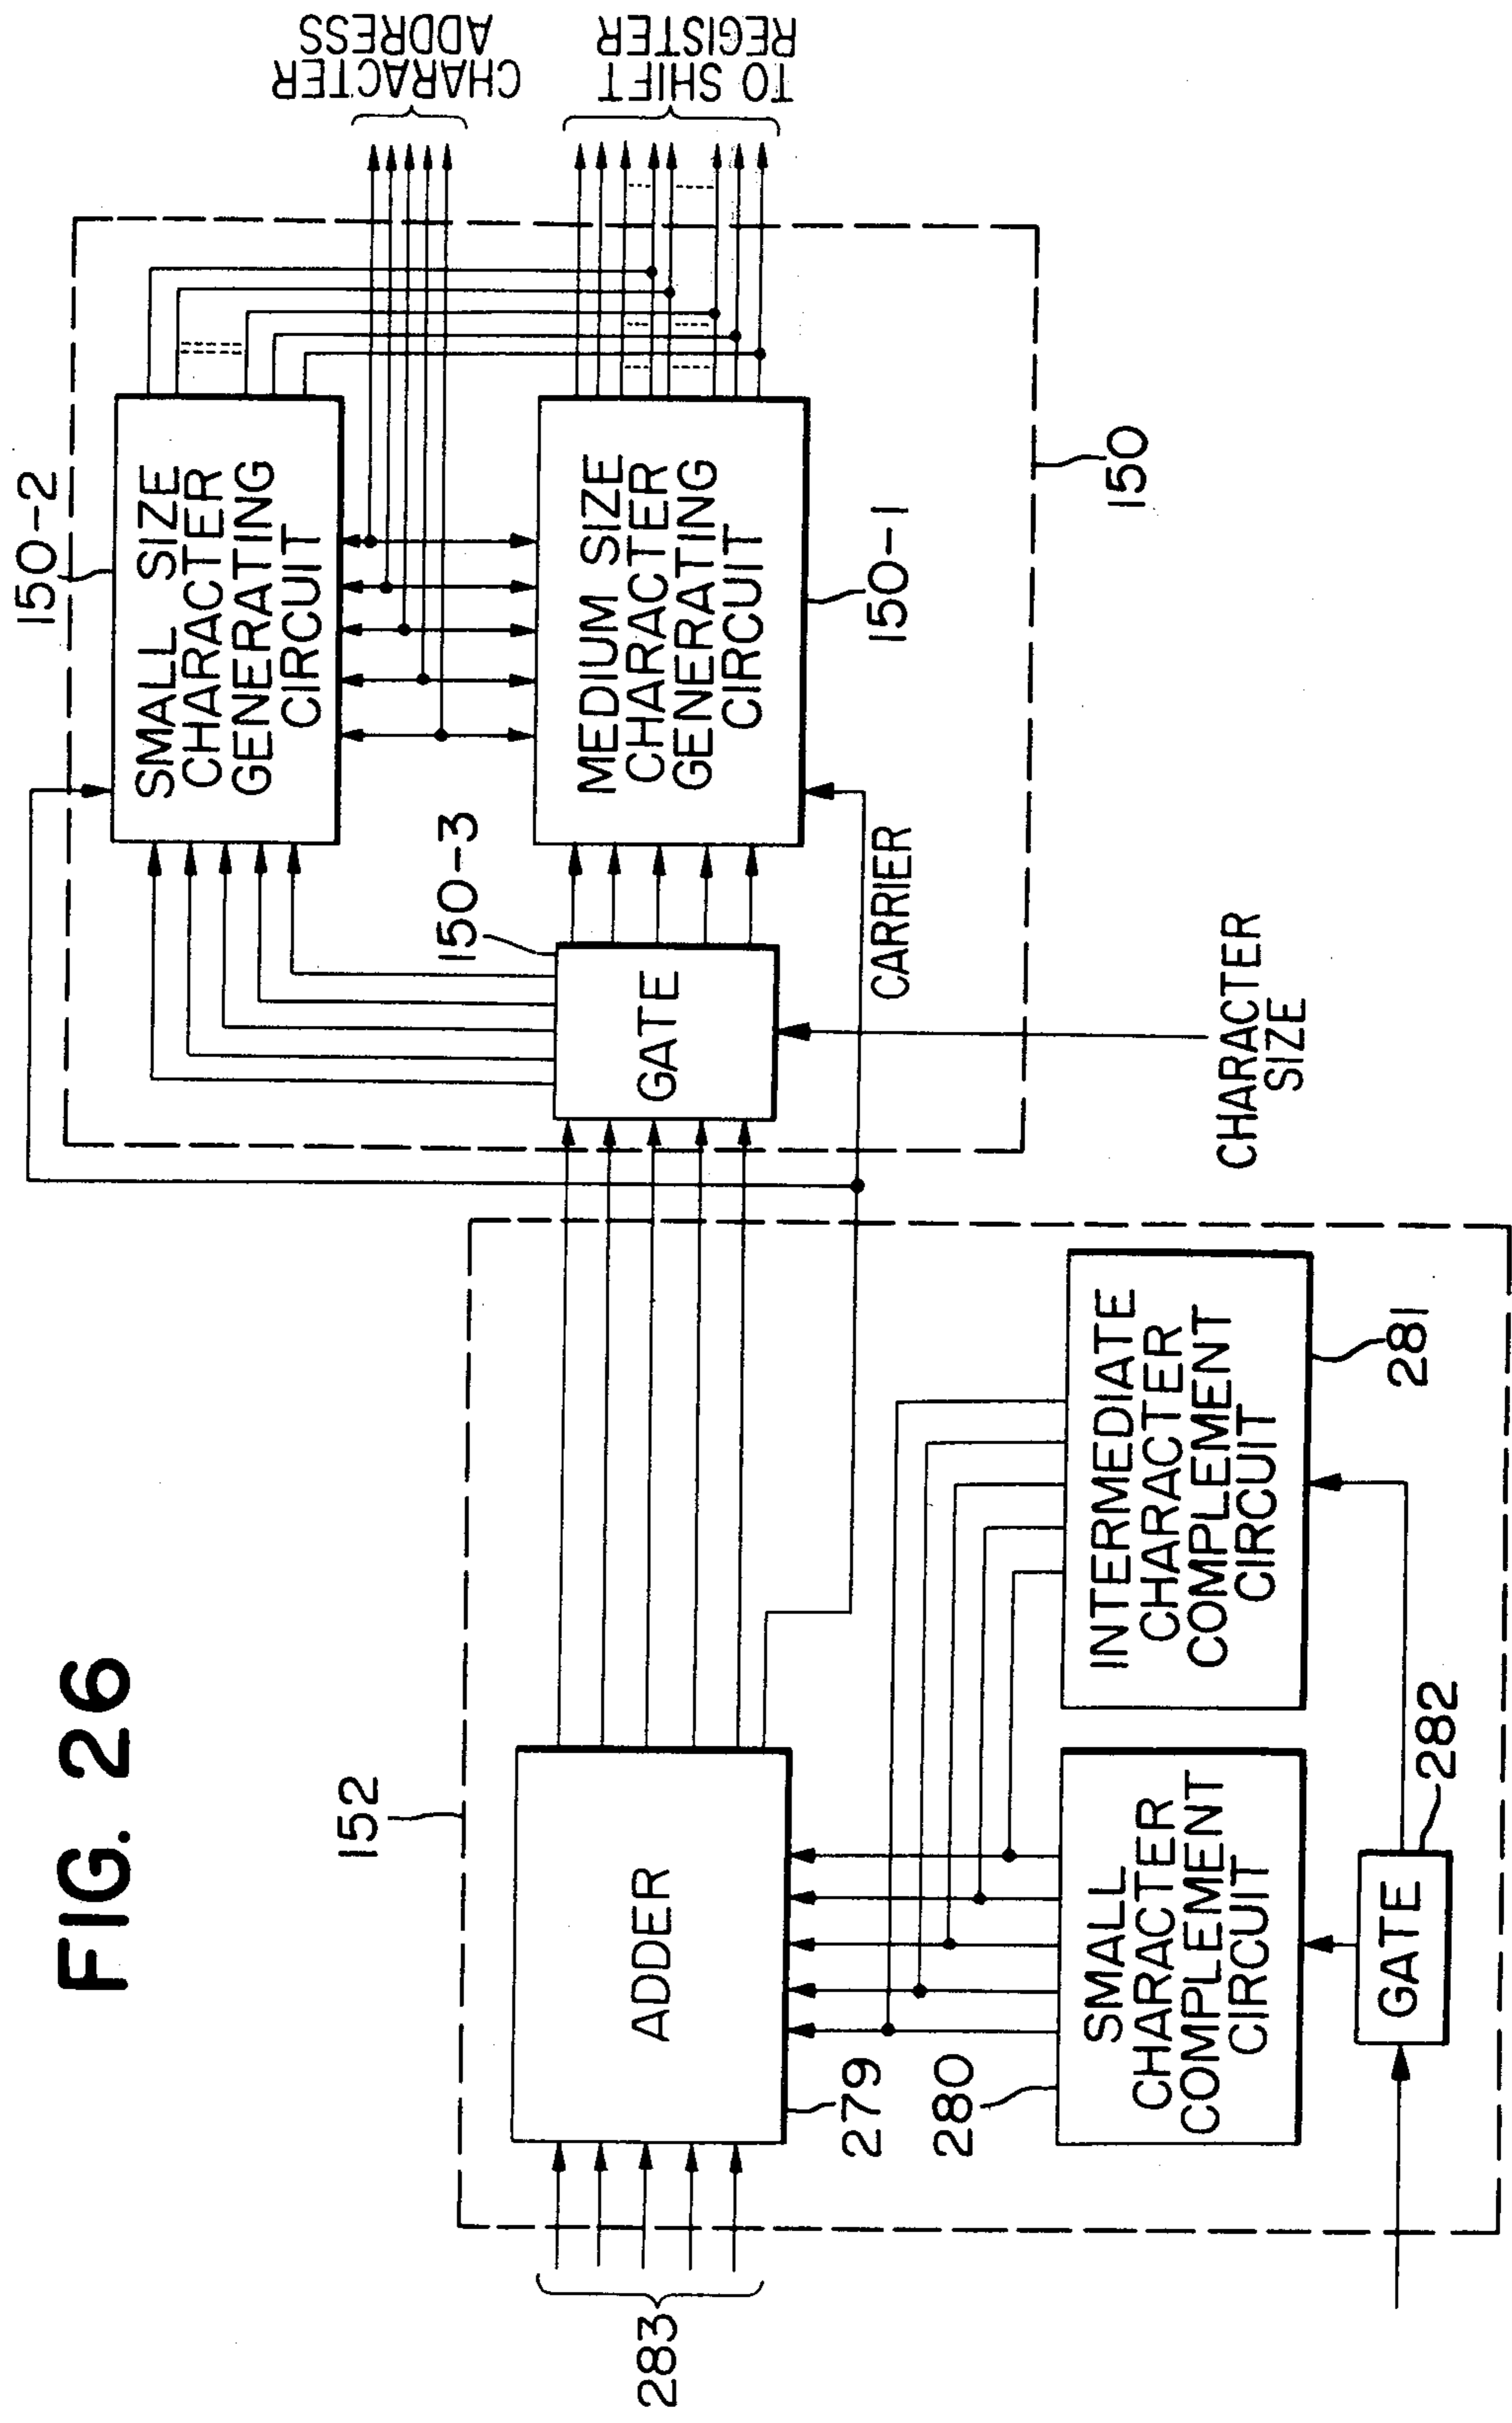 FIG. 26
152
ADDER
279
280
SMALL
CHARACTER
COMPLEMENT
CIRCUIT
INTERMEDIATE
CHARACTER
COMPLEMENT
CIRCUIT
281
GATE
282
283
150-2
SMALL SIZE
CHARACTER
GENERATING
CIRCUIT
150-3
GATE
MEDIUM SIZE
CHARACTER
GENERATING
CIRCUIT
150-1
CARRIER
CHARACTER
SIZE
150
CHARACTER
ADDRESS
TO SHIFT
REGISTER